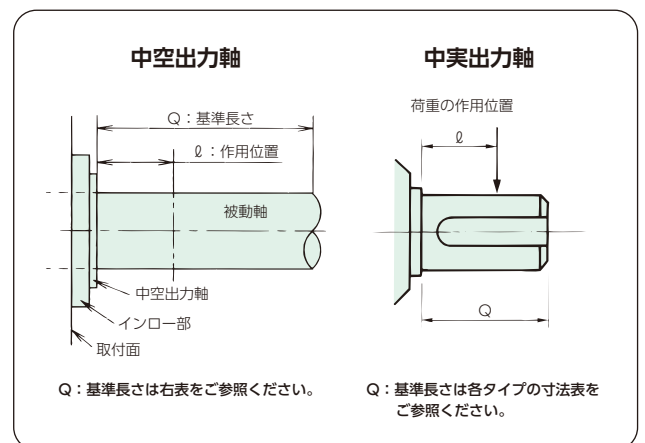 中空出力軸
Q：基準長さ
ℓ：作用位置
被動軸
中空出力軸
インロー部
取付面
Q：基準長さは右表をご参照ください。
中実出力軸
荷重の作用位置
ℓ
Q
Q：基準長さは各タイプの寸法表を
ご参照ください。